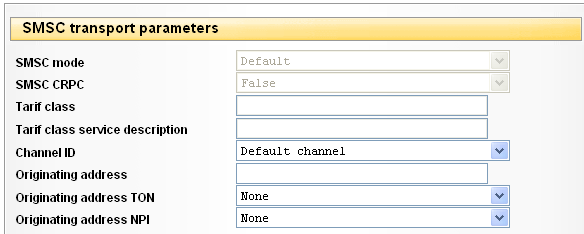 SMSC transport parameters
SMSC mode Default
SMSC CRPC False
Tarif class
Tarif class service description
Channel ID Default channel
Originating address
Originating address TON None
Originating address NPI None